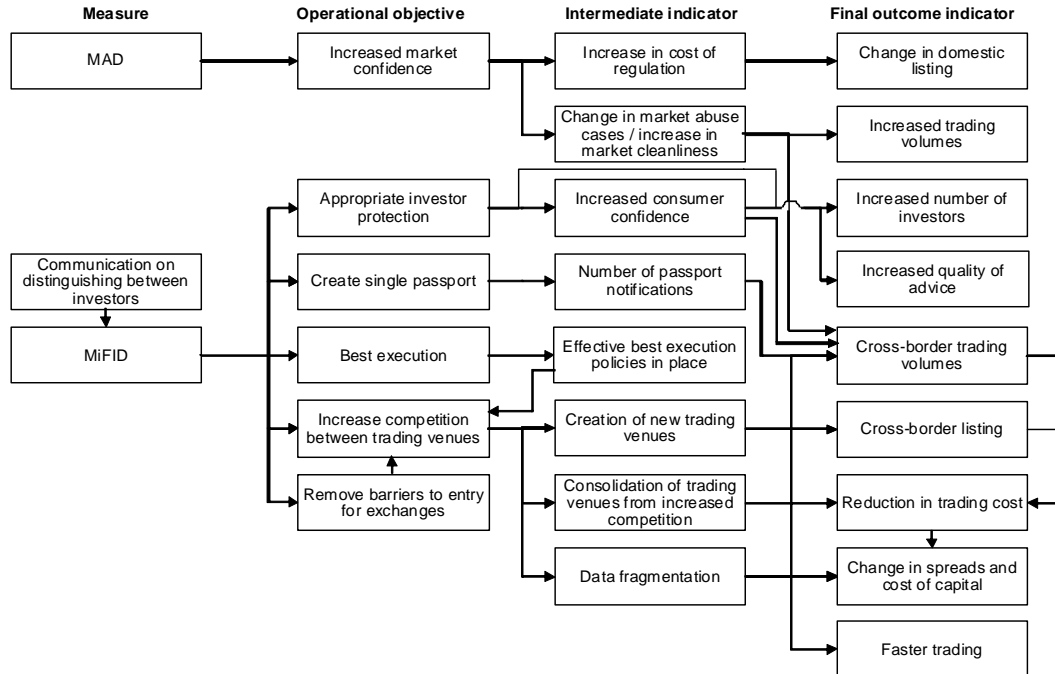 Measure
Operational objective
Intermediate indicator
Final outcome indicator
MAD
Increased market
confidence
Increase in cost of
regulation
Change in domestic
listing
Change in market abuse
cases / increase in
market cleanliness
Increased trading
volumes
Appropriate investor
protection
Increased consumer
confidence
Increased number of
investors
Communication on
distinguishing between
investors
Create single passport
Number of passport
notifications
Increased quality of
advice
MiFID
Best execution
Effective best execution
policies in place
Cross-border trading
volumes
Increase competition
between trading venues
Creation of new trading
venues
Cross-border listing
Remove barriers to entry
for exchanges
Consolidation of trading
venues from increased
competition
Reduction in trading cost
Data fragmentation
Change in spreads and
cost of capital
Faster trading